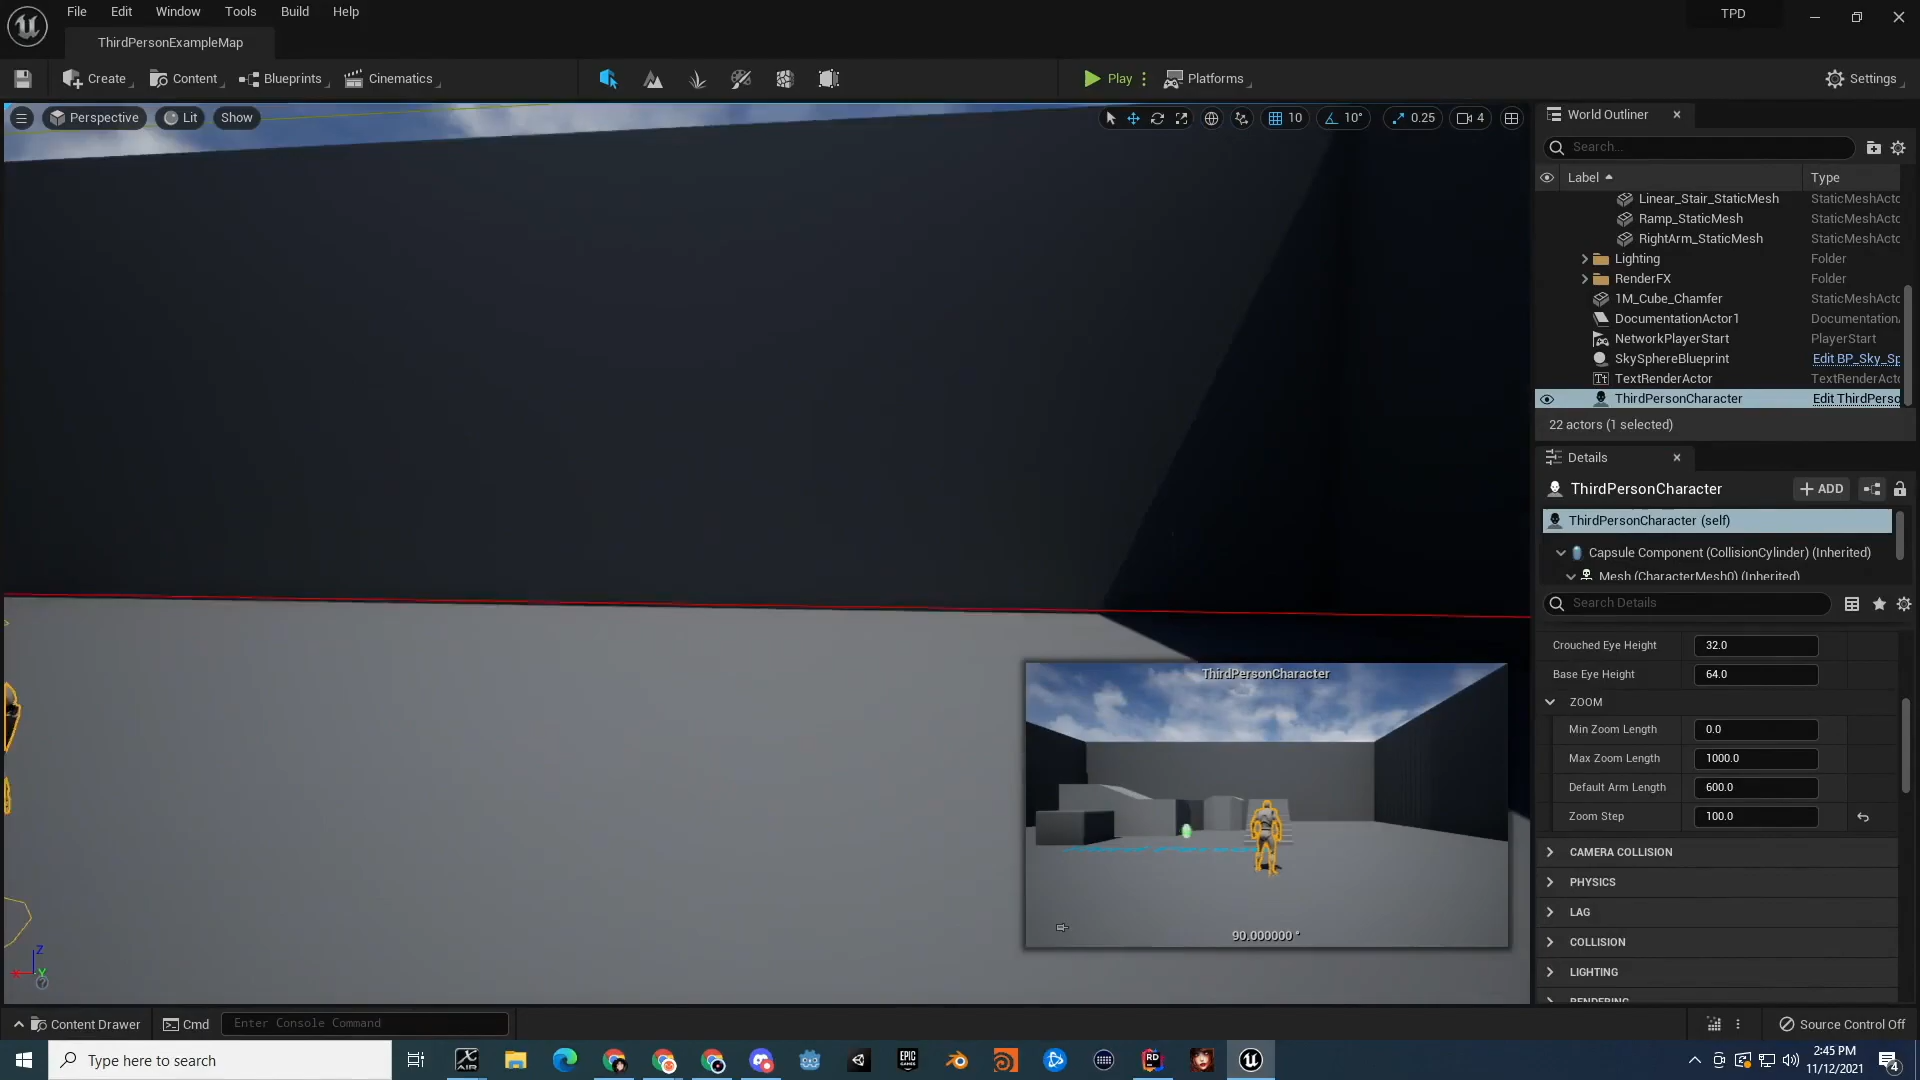 File Edit Window Tools Build Help
TPD
ThirdPersonExampleMap
Create Content Blueprints Cinematics
Play Platforms Settings
Perspective Lit Show
10 10° 0.25 4
World Outliner
Search...
Label Type
Linear_Stair_StaticMesh StaticMeshActo
Ramp_StaticMesh StaticMeshActo
RightArm_StaticMesh StaticMeshActo
Lighting Folder
RenderFX Folder
1M_Cube_Chamfer StaticMeshActo
DocumentationActor1 Documentation
NetworkPlayerStart PlayerStart
SkySphereBlueprint Edit BP_Sky_Sp
TextRenderActor TextRenderActo
ThirdPersonCharacter Edit ThirdPerso
22 actors (1 selected)
Details
ThirdPersonCharacter ADD
ThirdPersonCharacter (self)
Capsule Component (CollisionCylinder) (Inherited)
Mesh (CharacterMesh0) (Inherited)
Search Details
Crouched Eye Height 32.0
Base Eye Height 64.0
ZOOM
Min Zoom Length 0.0
Max Zoom Length 1000.0
Default Arm Length 600.0
Zoom Step 100.0
CAMERA COLLISION
PHYSICS
LAG
COLLISION
LIGHTING
RENDERING
ThirdPersonCharacter
90.000000 °
Z
X
Y
Content Drawer Cmd Enter Console Command Source Control Off
Type here to search
XAIR
EPIC GAMES
RD
2:45 PM
11/12/2021
4